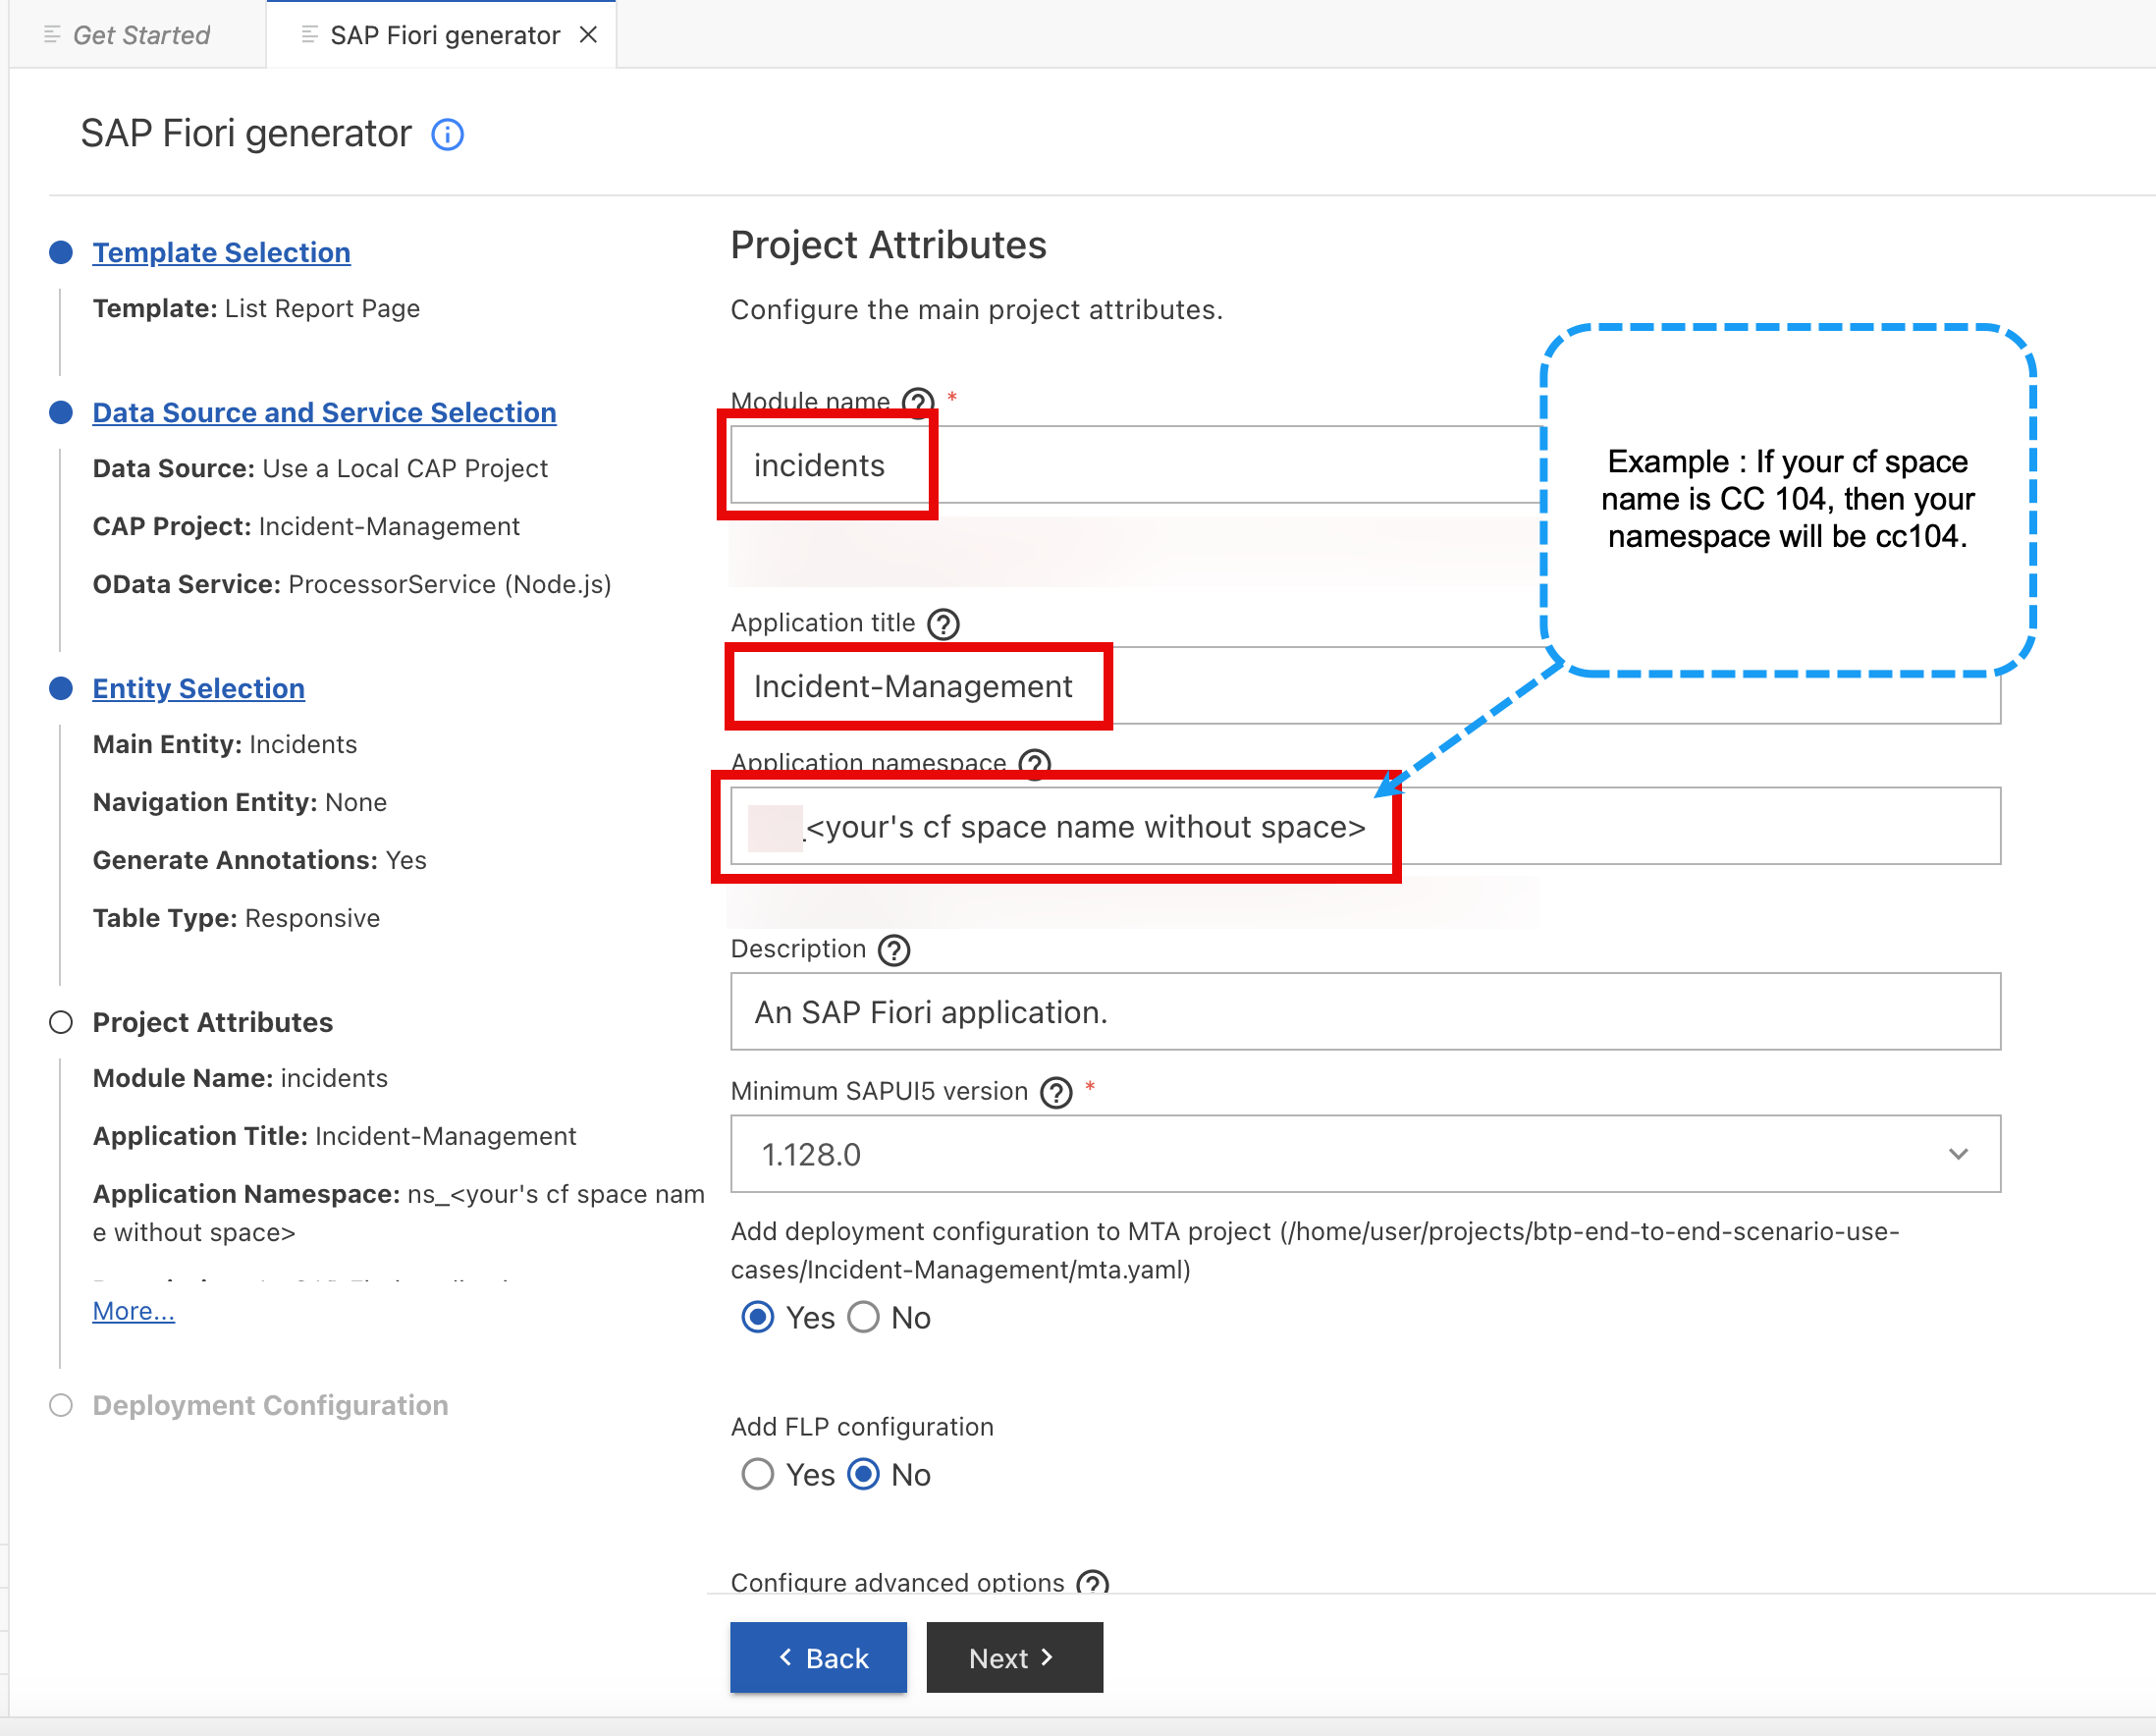 Get Started
SAP Fiori generator
SAP Fiori generator
Template Selection
Template: List Report Page
Data Source and Service Selection
Data Source: Use a Local CAP Project
CAP Project: Incident-Management
OData Service: ProcessorService (Node.js)
Entity Selection
Main Entity: Incidents
Navigation Entity: None
Generate Annotations: Yes
Table Type: Responsive
Project Attributes
Module Name: incidents
Application Title: Incident-Management
Application Namespace: ns_<your's cf space nam
e without space>
More...
Deployment Configuration
Project Attributes
Configure the main project attributes.
Module name *
incidents
Application title
Incident-Management
Application namespace
_<your's cf space name without space>
Description
An SAP Fiori application.
Minimum SAPUI5 version *
1.128.0
Add deployment configuration to MTA project (/home/user/projects/btp-end-to-end-scenario-use-
cases/Incident-Management/mta.yaml)
Yes No
Add FLP configuration
Yes No
Configure advanced options
Back Next
Example : If your cf space
name is CC 104, then your
namespace will be cc104.